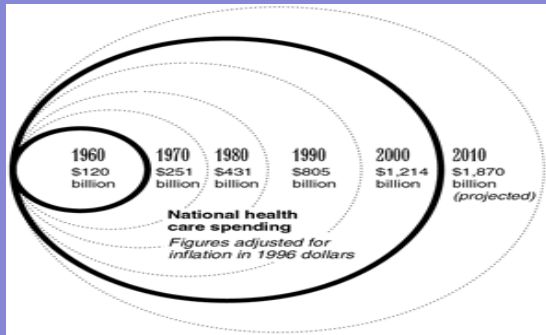 1960
$120
billion
1970
$251
billion
1980
$431
billion
1990
$805
billion
2000
$1,214
billion
2010
$1,870
billion
(projected)
National health
care spending
Figures adjusted for
inflation in 1996 dollars